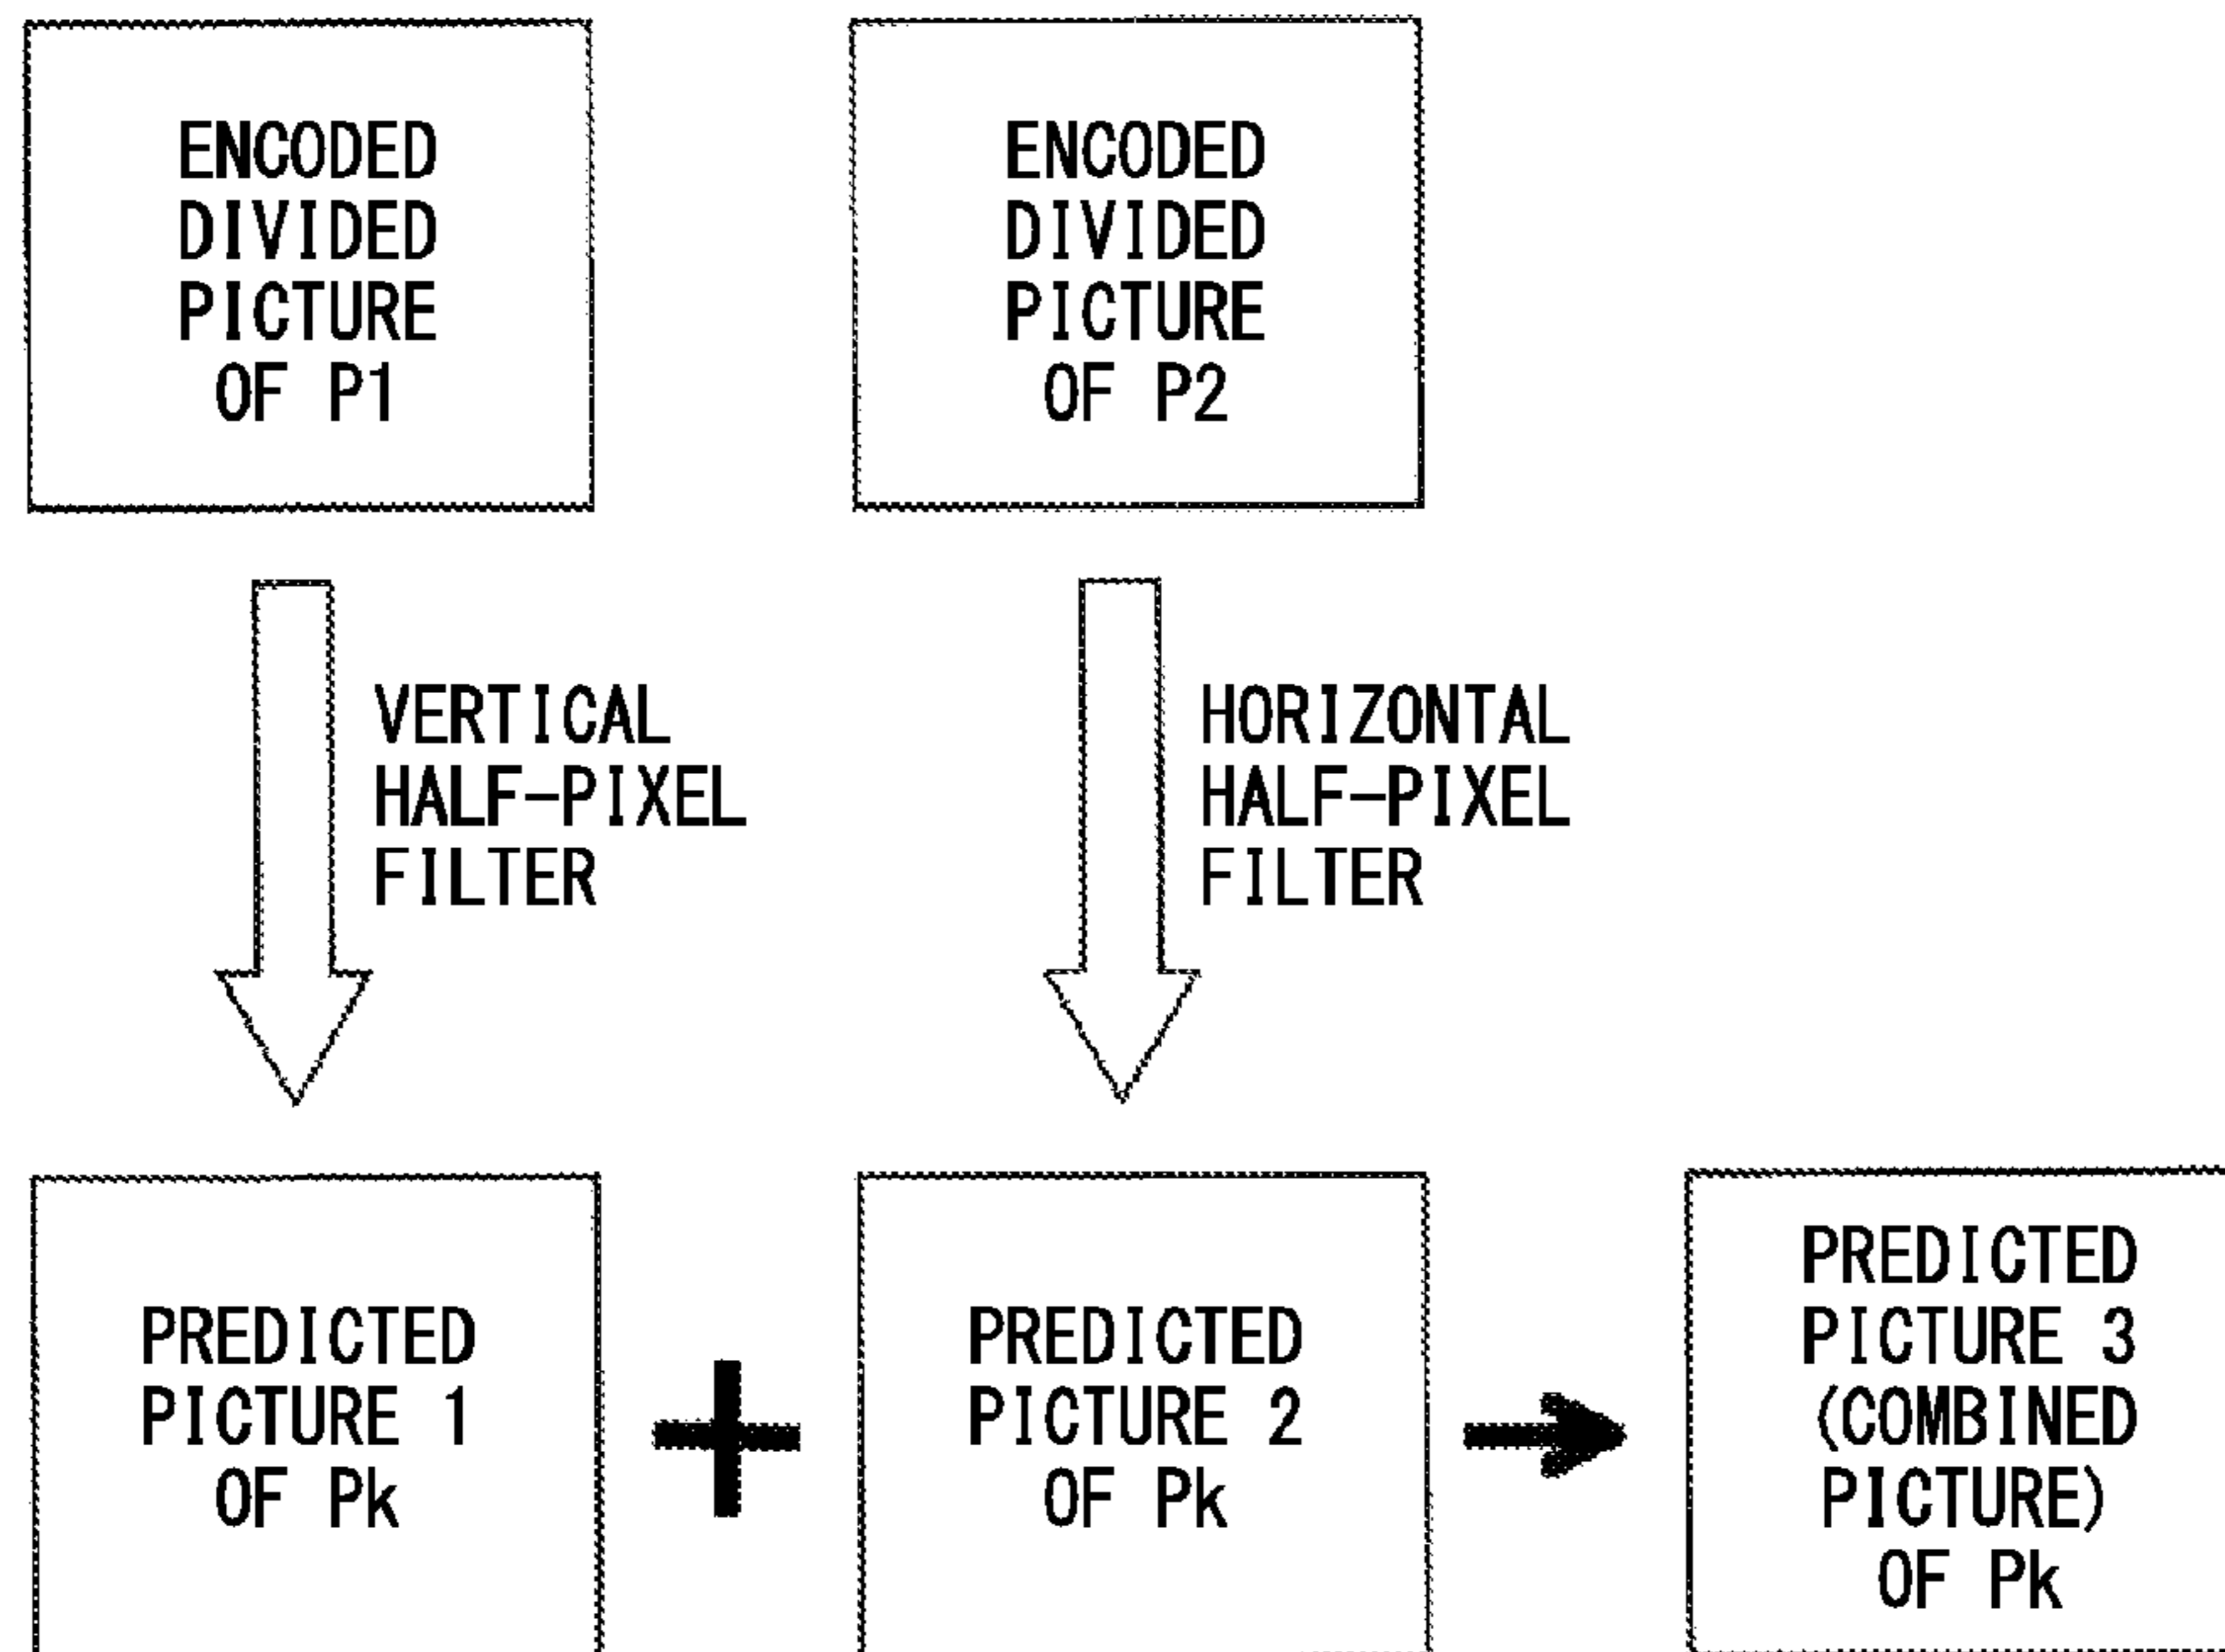 ENCODED
DIVIDED
PICTURE
OF P1
ENCODED
DIVIDED
PICTURE
OF P2
VERTICAL
HALF-PIXEL
FILTER
HORIZONTAL
HALF-PIXEL
FILTER
PREDICTED
PICTURE 1
OF Pk
PREDICTED
PICTURE 2
OF Pk
PREDICTED
PICTURE 3
(COMBINED
PICTURE)
OF Pk